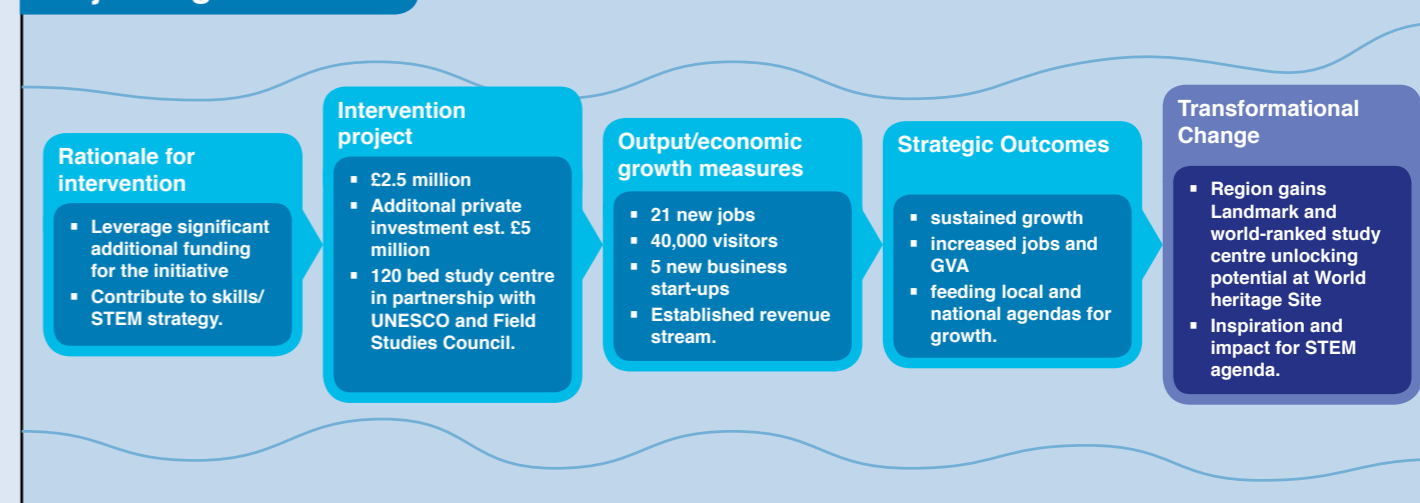 Rationale for
intervention
▪ Leverage significant
additional funding
for the initiative
▪ Contribute to skills/
STEM strategy.
Intervention
project
▪ £2.5 million
▪ Additonal private
investment est. £5
million
▪ 120 bed study centre
in partnership with
UNESCO and Field
Studies Council.
Output/economic
growth measures
▪ 21 new jobs
▪ 40,000 visitors
▪ 5 new business
start-ups
▪ Established revenue
stream.
Strategic Outcomes
▪ sustained growth
▪ increased jobs and
GVA
▪ feeding local and
national agendas for
growth.
Transformational
Change
▪ Region gains
Landmark and
world-ranked study
centre unlocking
potential at World
heritage Site
▪ Inspiration and
impact for STEM
agenda.